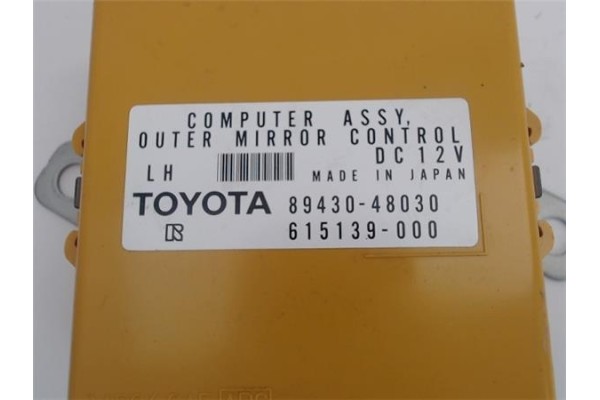 COMPUTER ASSY,
OUTER MIRROR CONTROL
DC12V
LH MADE IN JAPAN
TOYOTA 89430-48030
R 615139-000